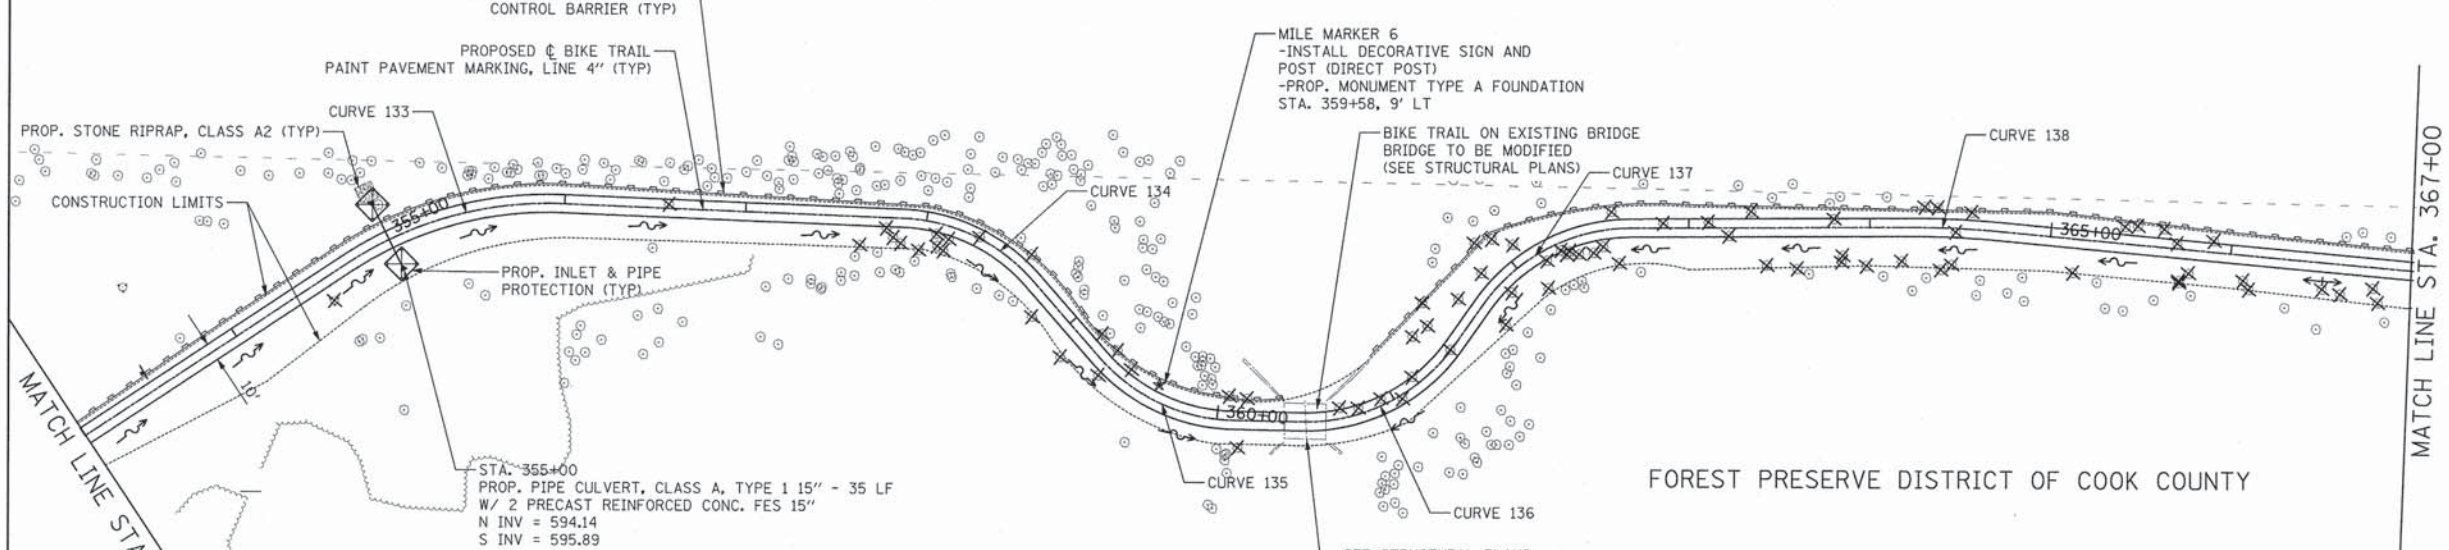 CONTROL BARRIER (TYP)
PROPOSED ℄ BIKE TRAIL
PAINT PAVEMENT MARKING, LINE 4" (TYP)
CURVE 133
PROP. STONE RIPRAP, CLASS A2 (TYP)
CONSTRUCTION LIMITS
355+00
PROP. INLET & PIPE
PROTECTION (TYP)
10'
MATCH LINE STA
STA. 355+00
PROP. PIPE CULVERT, CLASS A, TYPE 1 15" - 35 LF
W/ 2 PRECAST REINFORCED CONC. FES 15"
N INV = 594.14
S INV = 595.89
CURVE 134
MILE MARKER 6
-INSTALL DECORATIVE SIGN AND
POST (DIRECT POST)
-PROP. MONUMENT TYPE A FOUNDATION
STA. 359+58, 9' LT
BIKE TRAIL ON EXISTING BRIDGE
BRIDGE TO BE MODIFIED
(SEE STRUCTURAL PLANS)
CURVE 137
CURVE 138
360+00
365+00
CURVE 135
CURVE 136
FOREST PRESERVE DISTRICT OF COOK COUNTY
MATCH LINE STA. 367+00